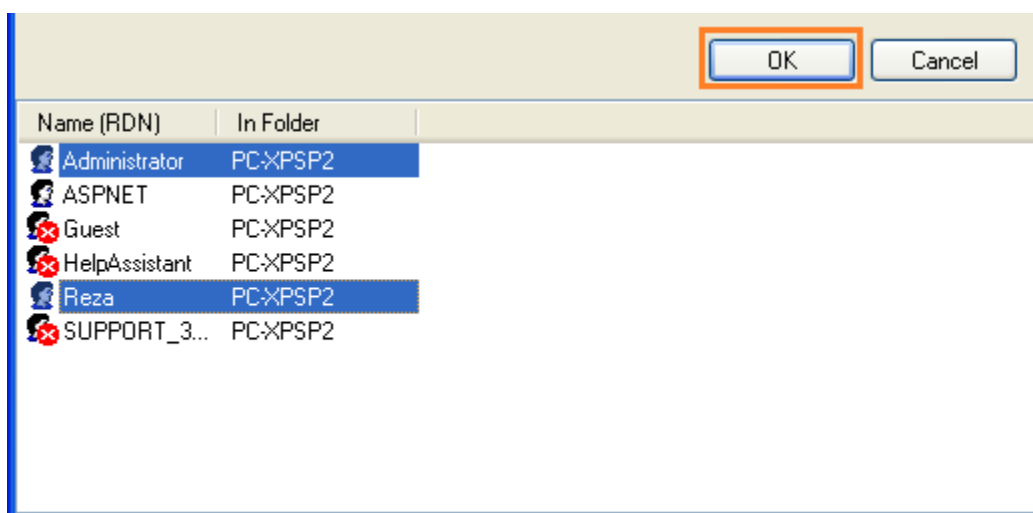 OK Cancel
Name (RDN) In Folder
Administrator PC-XPSP2
ASPNET PC-XPSP2
Guest PC-XPSP2
HelpAssistant PC-XPSP2
Reza PC-XPSP2
SUPPORT_3... PC-XPSP2